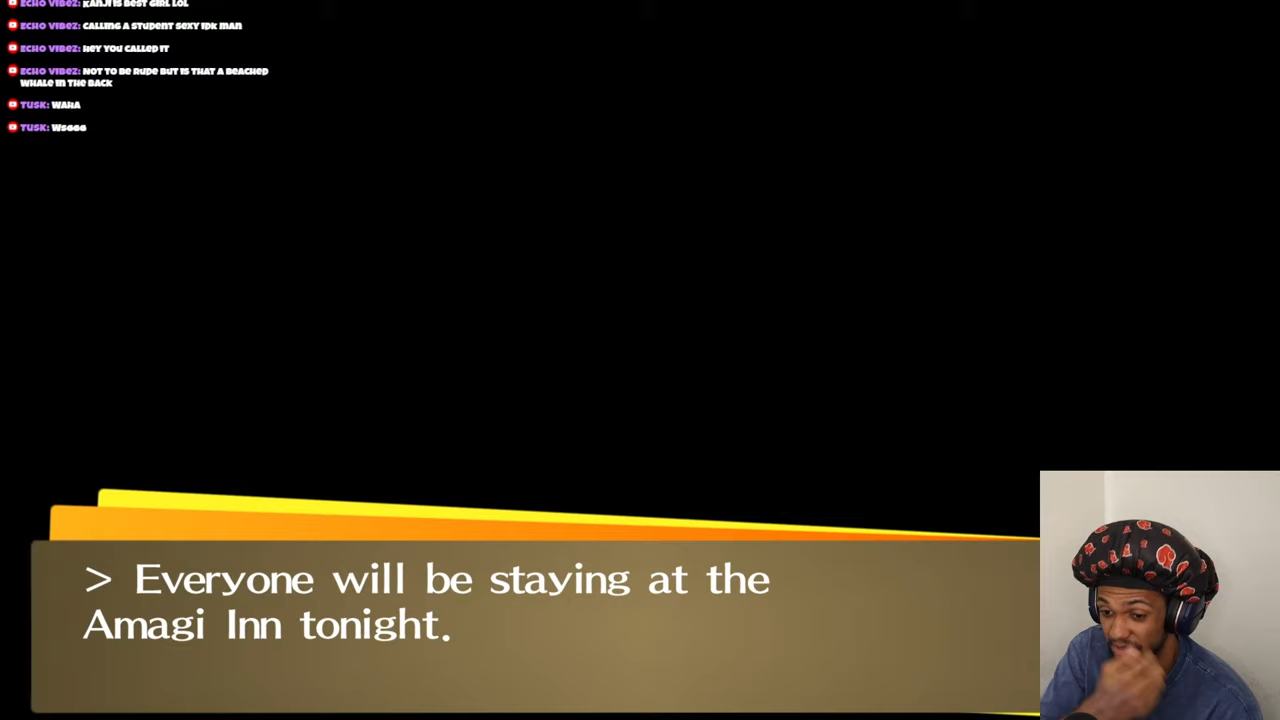 ECHO VIBEZ: KANJI IS BEST GIRL LOL
ECHO VIBEZ: CALLING A STUDENT SEXY IDK MAN
ECHO VIBEZ: HEY YOU CALLED IT
ECHO VIBEZ: NOT TO BE RUDE BUT IS THAT A BEACHED
WHALE IN THE BACK
TUSK: WAHA
TUSK: WSGGG
> Everyone will be staying at the
Amagi Inn tonight.